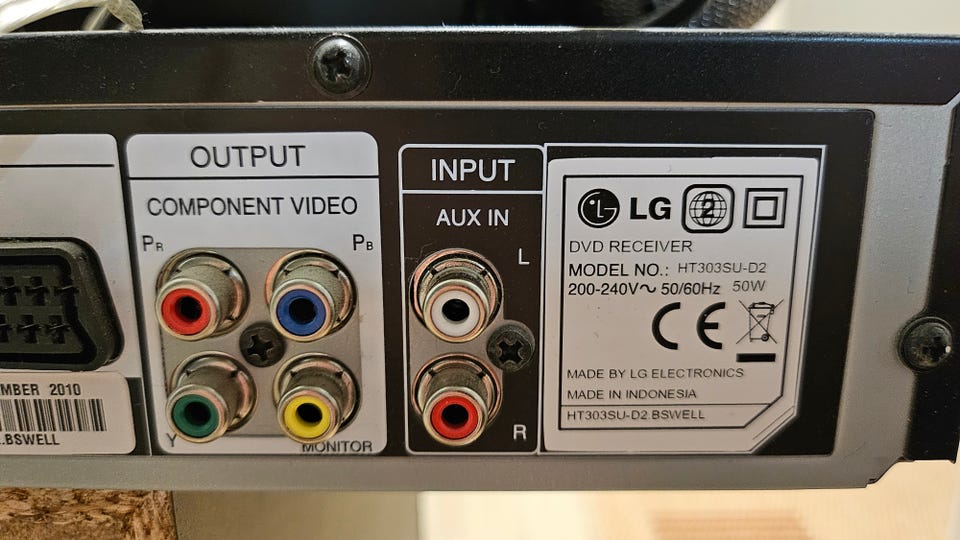 OUTPUT
COMPONENT VIDEO
PR PB
Y MONITOR
INPUT
AUX IN
L
R
LG 2
DVD RECEIVER
MODEL NO.: HT303SU-D2
200-240V~ 50/60Hz 50W
CE
MADE BY LG ELECTRONICS
MADE IN INDONESIA
HT303SU-D2.BSWELL
MBER 2010
.BSWELL